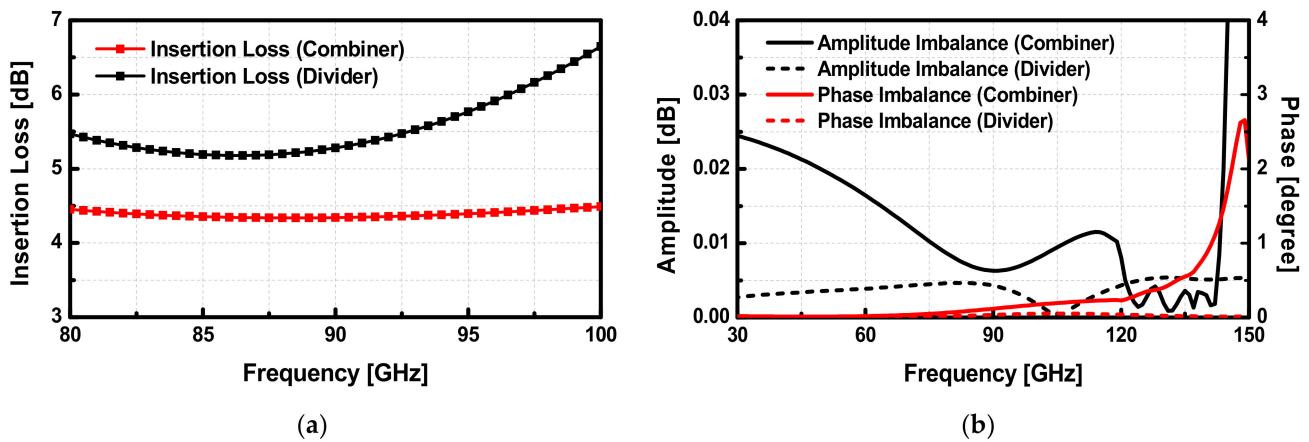 7
6
5
4
3
80
85
90
95
100
Insertion Loss [dB]
Frequency [GHz]
Insertion Loss (Combiner)
Insertion Loss (Divider)
(a)
0.04
0.03
0.02
0.01
0.00
30
60
90
120
150
4
3
2
1
0
Amplitude [dB]
Phase [degree]
Frequency [GHz]
Amplitude Imbalance (Combiner)
Amplitude Imbalance (Divider)
Phase Imbalance (Combiner)
Phase Imbalance (Divider)
(b)